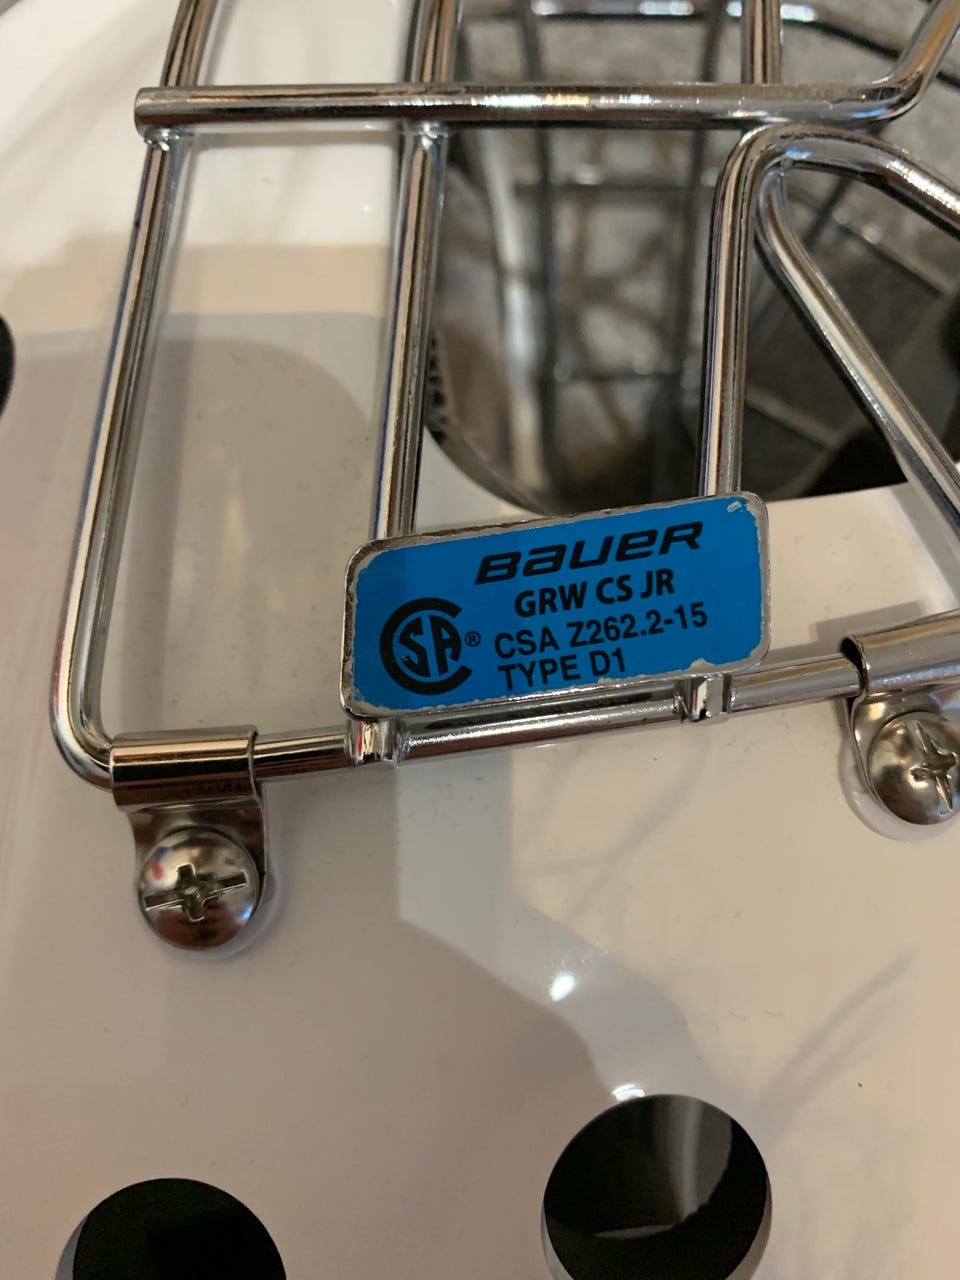 BAUER
GRW CS JR
CSA® CSA Z262.2-15
TYPE D1